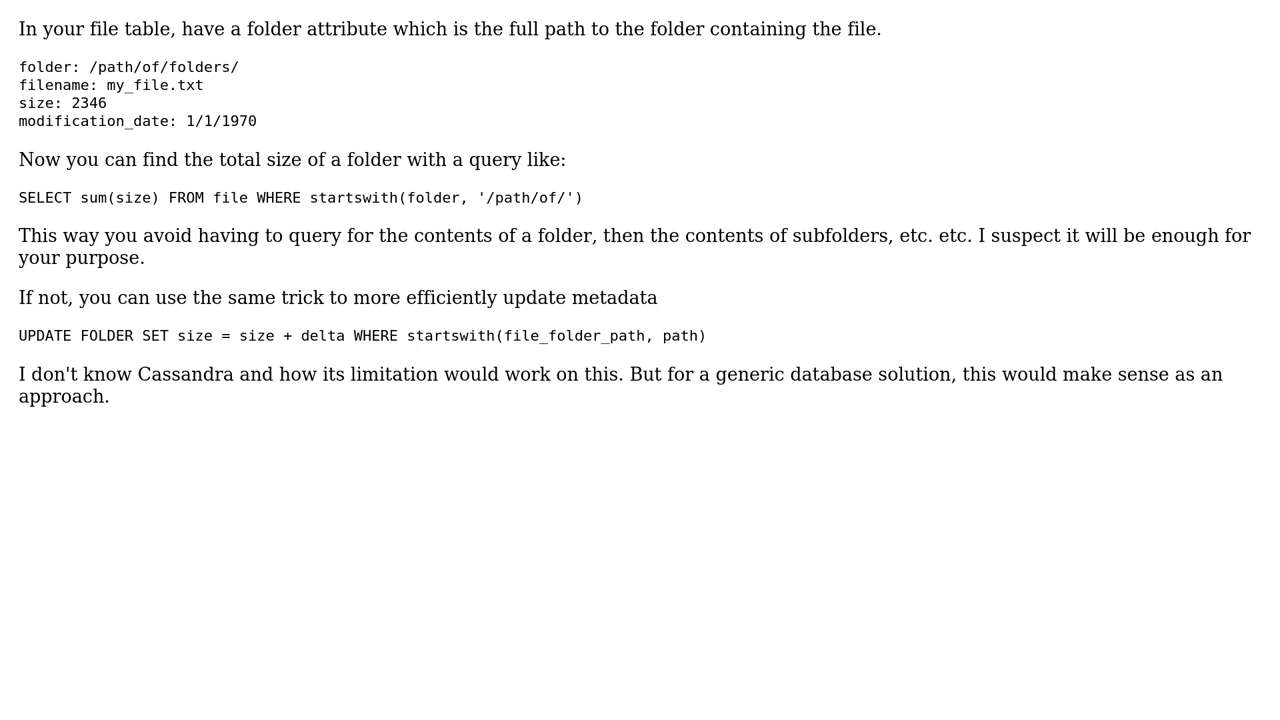 In your file table, have a folder attribute which is the full path to the folder containing the file.
folder: /path/of/folders/
filename: my_file.txt
size: 2346
modification_date: 1/1/1970
Now you can find the total size of a folder with a query like:
SELECT sum(size) FROM file WHERE startswith(folder, '/path/of/')
This way you avoid having to query for the contents of a folder, then the contents of subfolders, etc. etc. I suspect it will be enough for
your purpose.
If not, you can use the same trick to more efficiently update metadata
UPDATE FOLDER SET size = size + delta WHERE startswith(file_folder_path, path)
I don't know Cassandra and how its limitation would work on this. But for a generic database solution, this would make sense as an
approach.